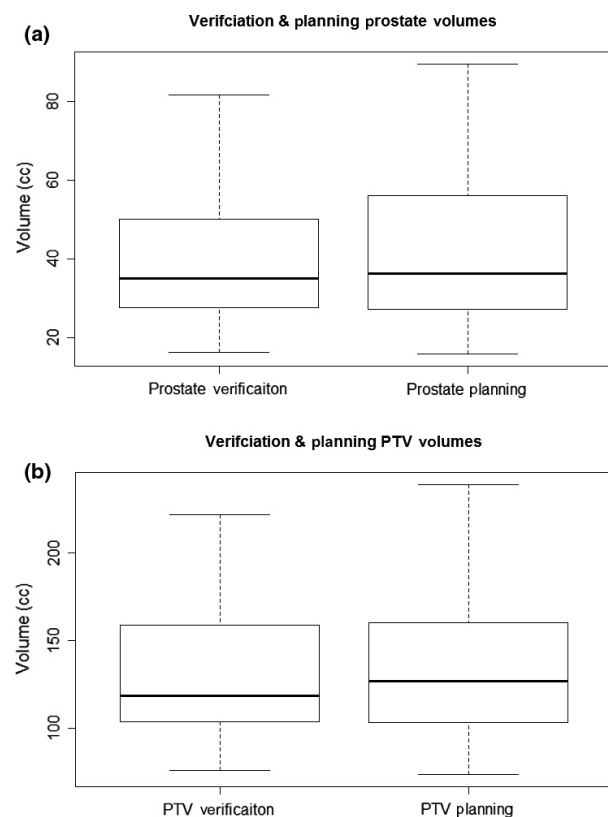 (a)
Verifciation & planning prostate volumes
Volume (cc)
80
60
40
20
Prostate verificaiton Prostate planning
(b)
Verifciation & planning PTV volumes
Volume (cc)
200
150
100
PTV verificaiton PTV planning